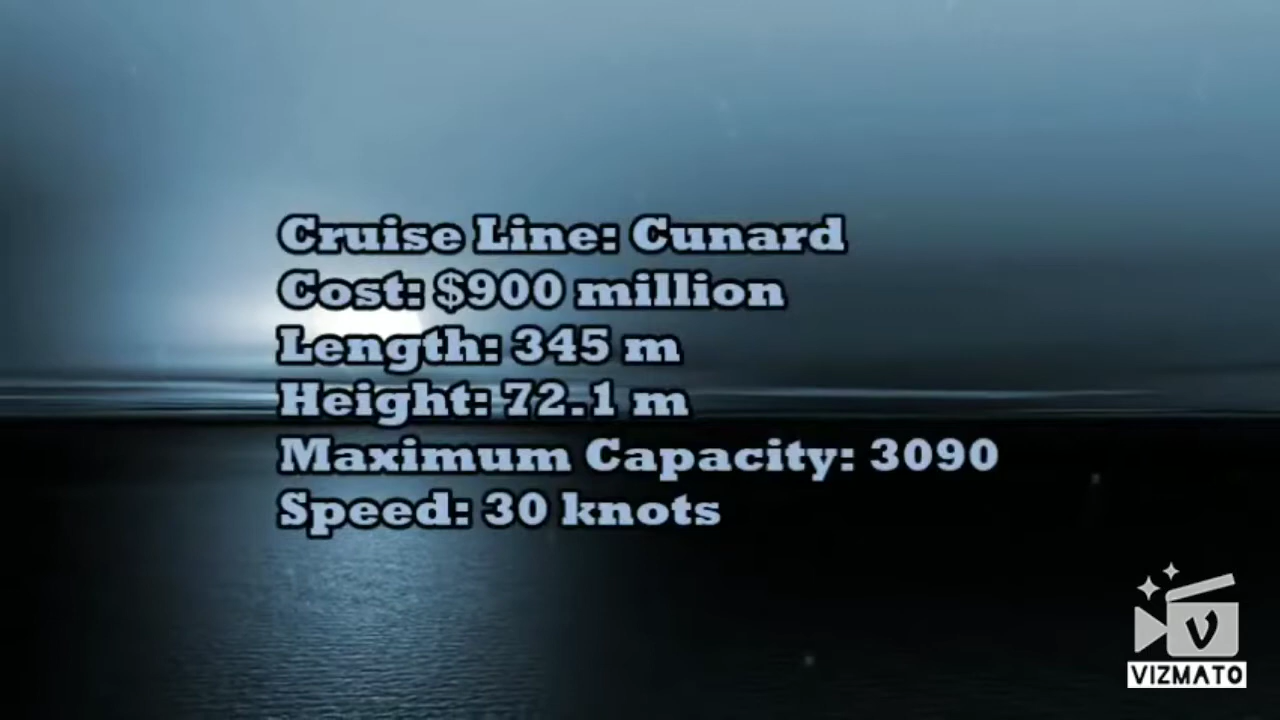 Cruise Line: Cunard
Cost: $900 million
Length: 345 m
Height: 72.1 m
Maximum Capacity: 3090
Speed: 30 knots
V
VIZMATO